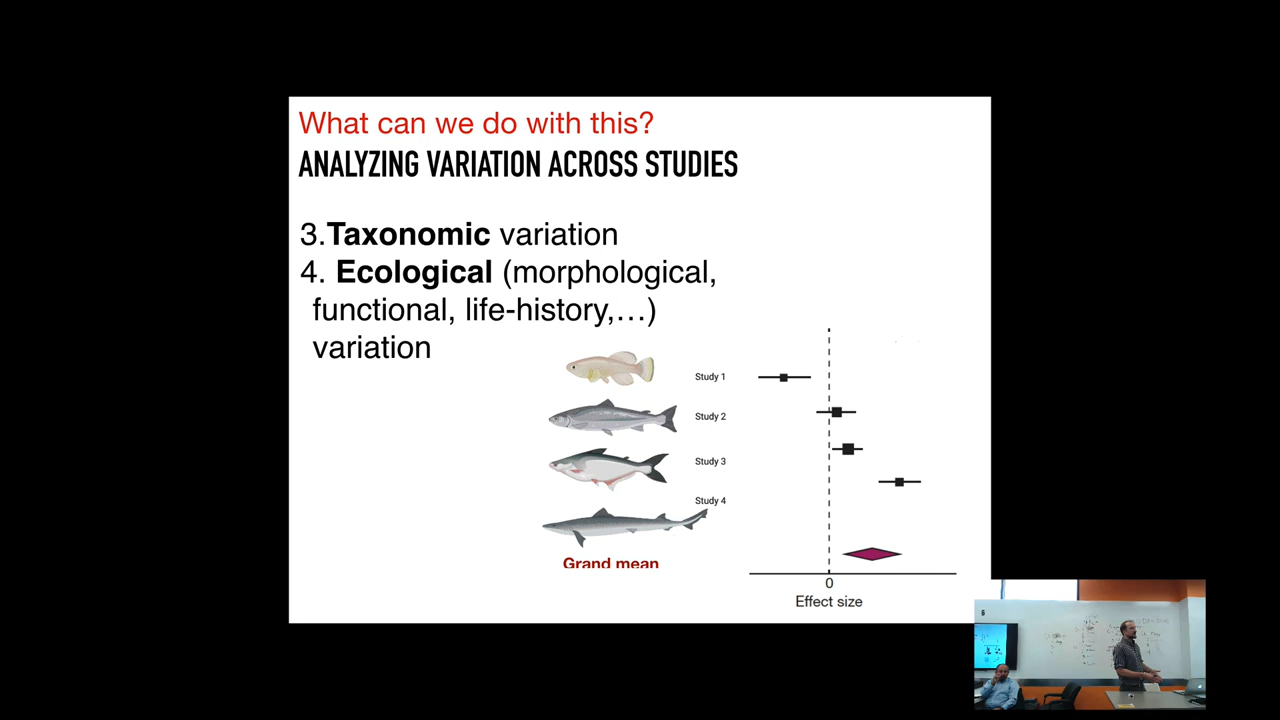 What can we do with this?
ANALYZING VARIATION ACROSS STUDIES
3.Taxonomic variation
4. Ecological (morphological,
functional, life-history,…)
variation
Study 1
Study 2
Study 3
Study 4
Grand mean
0
Effect size
6